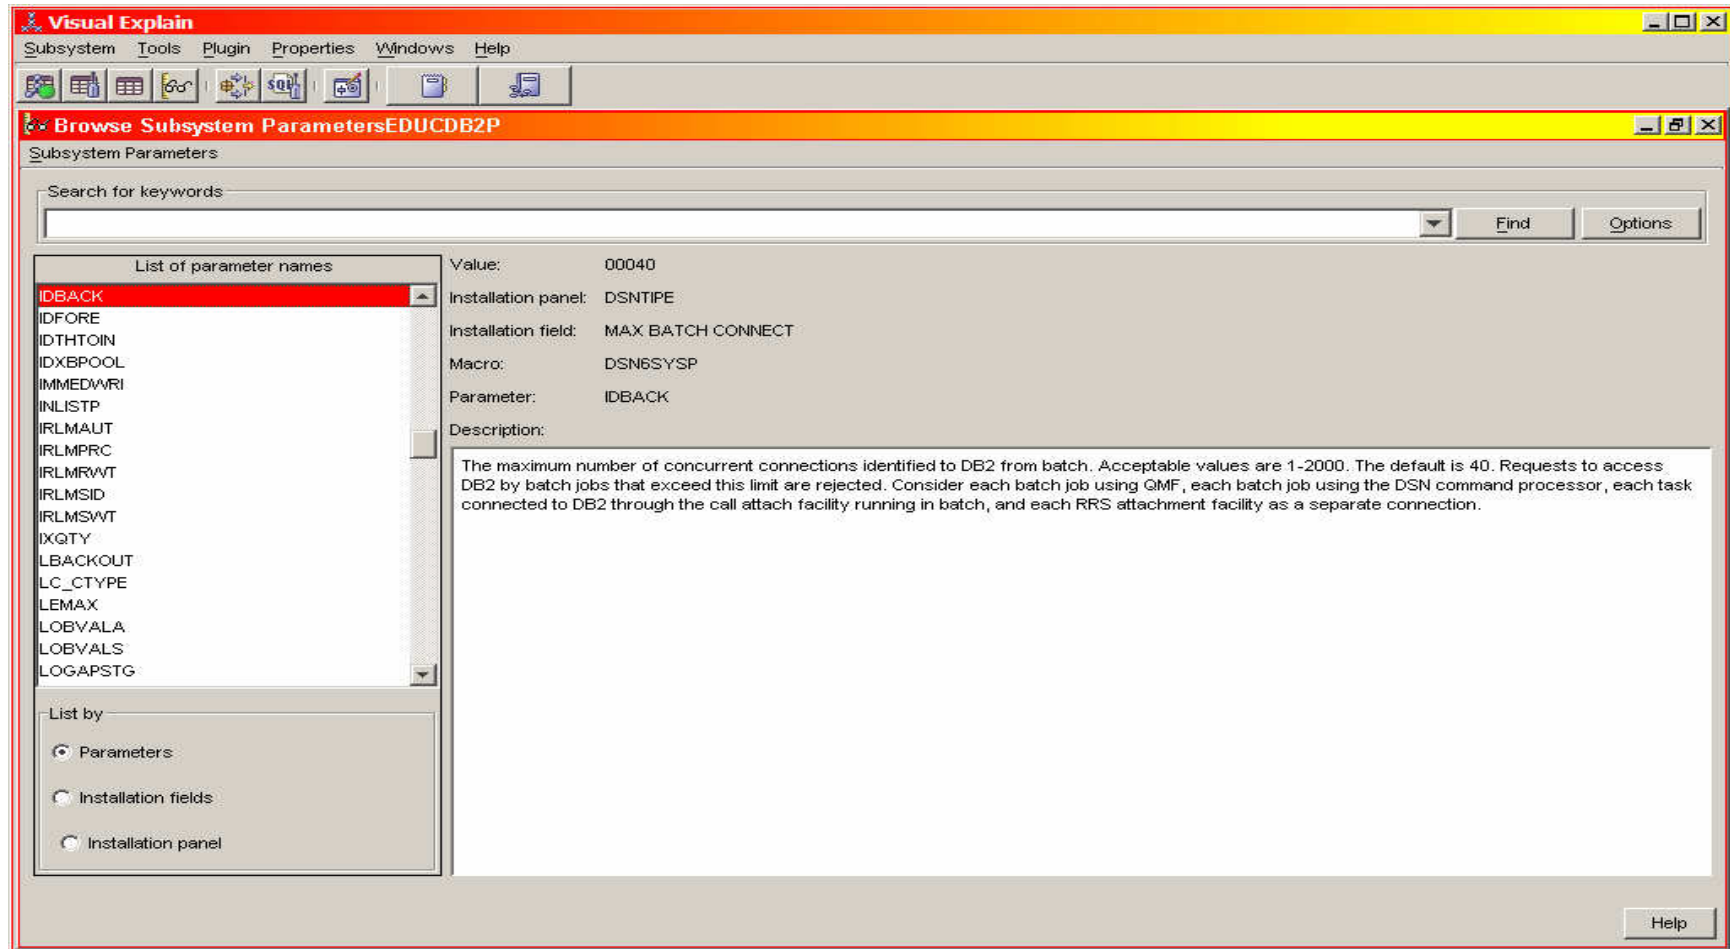 Visual Explain
Subsystem Tools Plugin Properties Windows Help
SQL
Browse Subsystem ParametersEDUCDB2P
Subsystem Parameters
Search for keywords
Find Options
List of parameter names
IDBACK
IDFORE
IDTHTOIN
IDXBPOOL
IMMEDWRI
INLISTP
IRLMAUT
IRLMPRC
IRLMRWT
IRLMSID
IRLMSWT
IXQTY
LBACKOUT
LC_CTYPE
LEMAX
LOBVALA
LOBVALS
LOGAPSTG
List by
Parameters
Installation fields
Installation panel
Value: 00040
Installation panel: DSNTIPE
Installation field: MAX BATCH CONNECT
Macro: DSN6SYSP
Parameter: IDBACK
Description:
The maximum number of concurrent connections identified to DB2 from batch. Acceptable values are 1-2000. The default is 40. Requests to access
DB2 by batch jobs that exceed this limit are rejected. Consider each batch job using QMF, each batch job using the DSN command processor, each task
connected to DB2 through the call attach facility running in batch, and each RRS attachment facility as a separate connection.
Help